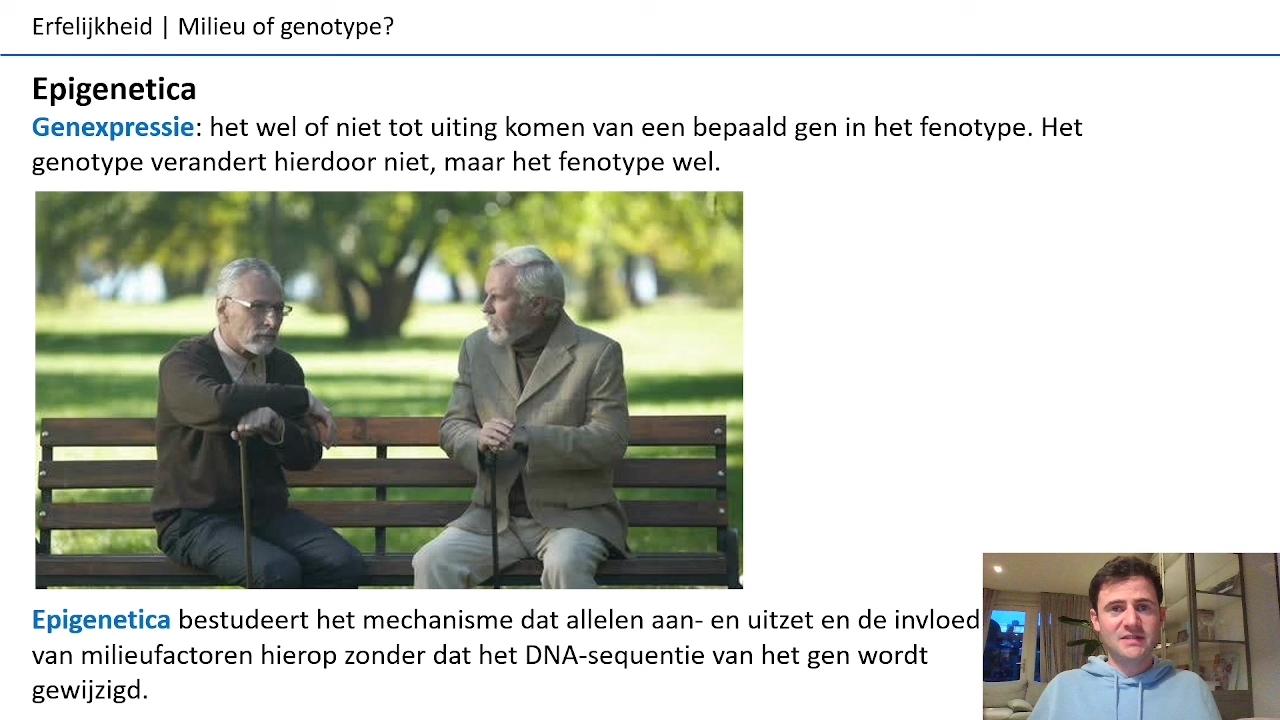 Erfelijkheid | Milieu of genotype?
Epigenetica
Genexpressie: het wel of niet tot uiting komen van een bepaald gen in het fenotype. Het
genotype verandert hierdoor niet, maar het fenotype wel.
Epigenetica bestudeert het mechanisme dat allelen aan- en uitzet en de invloed
van milieufactoren hierop zonder dat het DNA-sequentie van het gen wordt
gewijzigd.